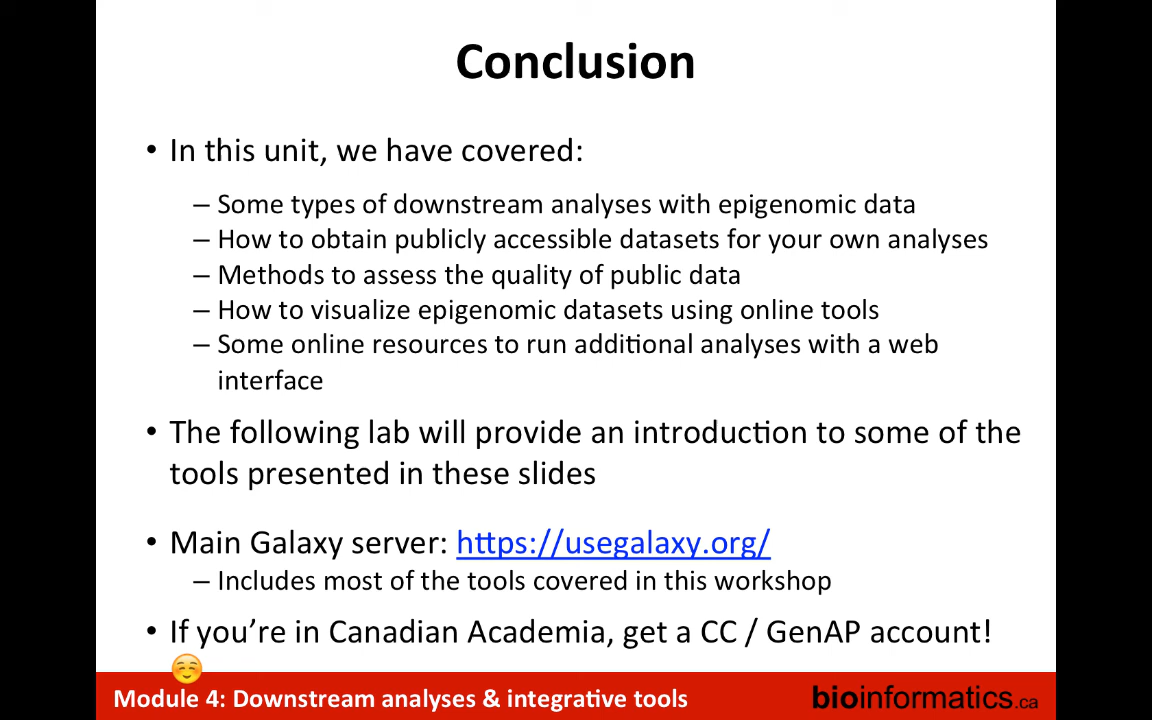 Conclusion
• In this unit, we have covered:
– Some types of downstream analyses with epigenomic data
– How to obtain publicly accessible datasets for your own analyses
– Methods to assess the quality of public data
– How to visualize epigenomic datasets using online tools
– Some online resources to run additional analyses with a web
interface
• The following lab will provide an introduction to some of the
tools presented in these slides
• Main Galaxy server: https://usegalaxy.org/
– Includes most of the tools covered in this workshop
• If you’re in Canadian Academia, get a CC / GenAP account!
☺️
Module 4: Downstream analyses & integrative tools
bioinformatics.ca